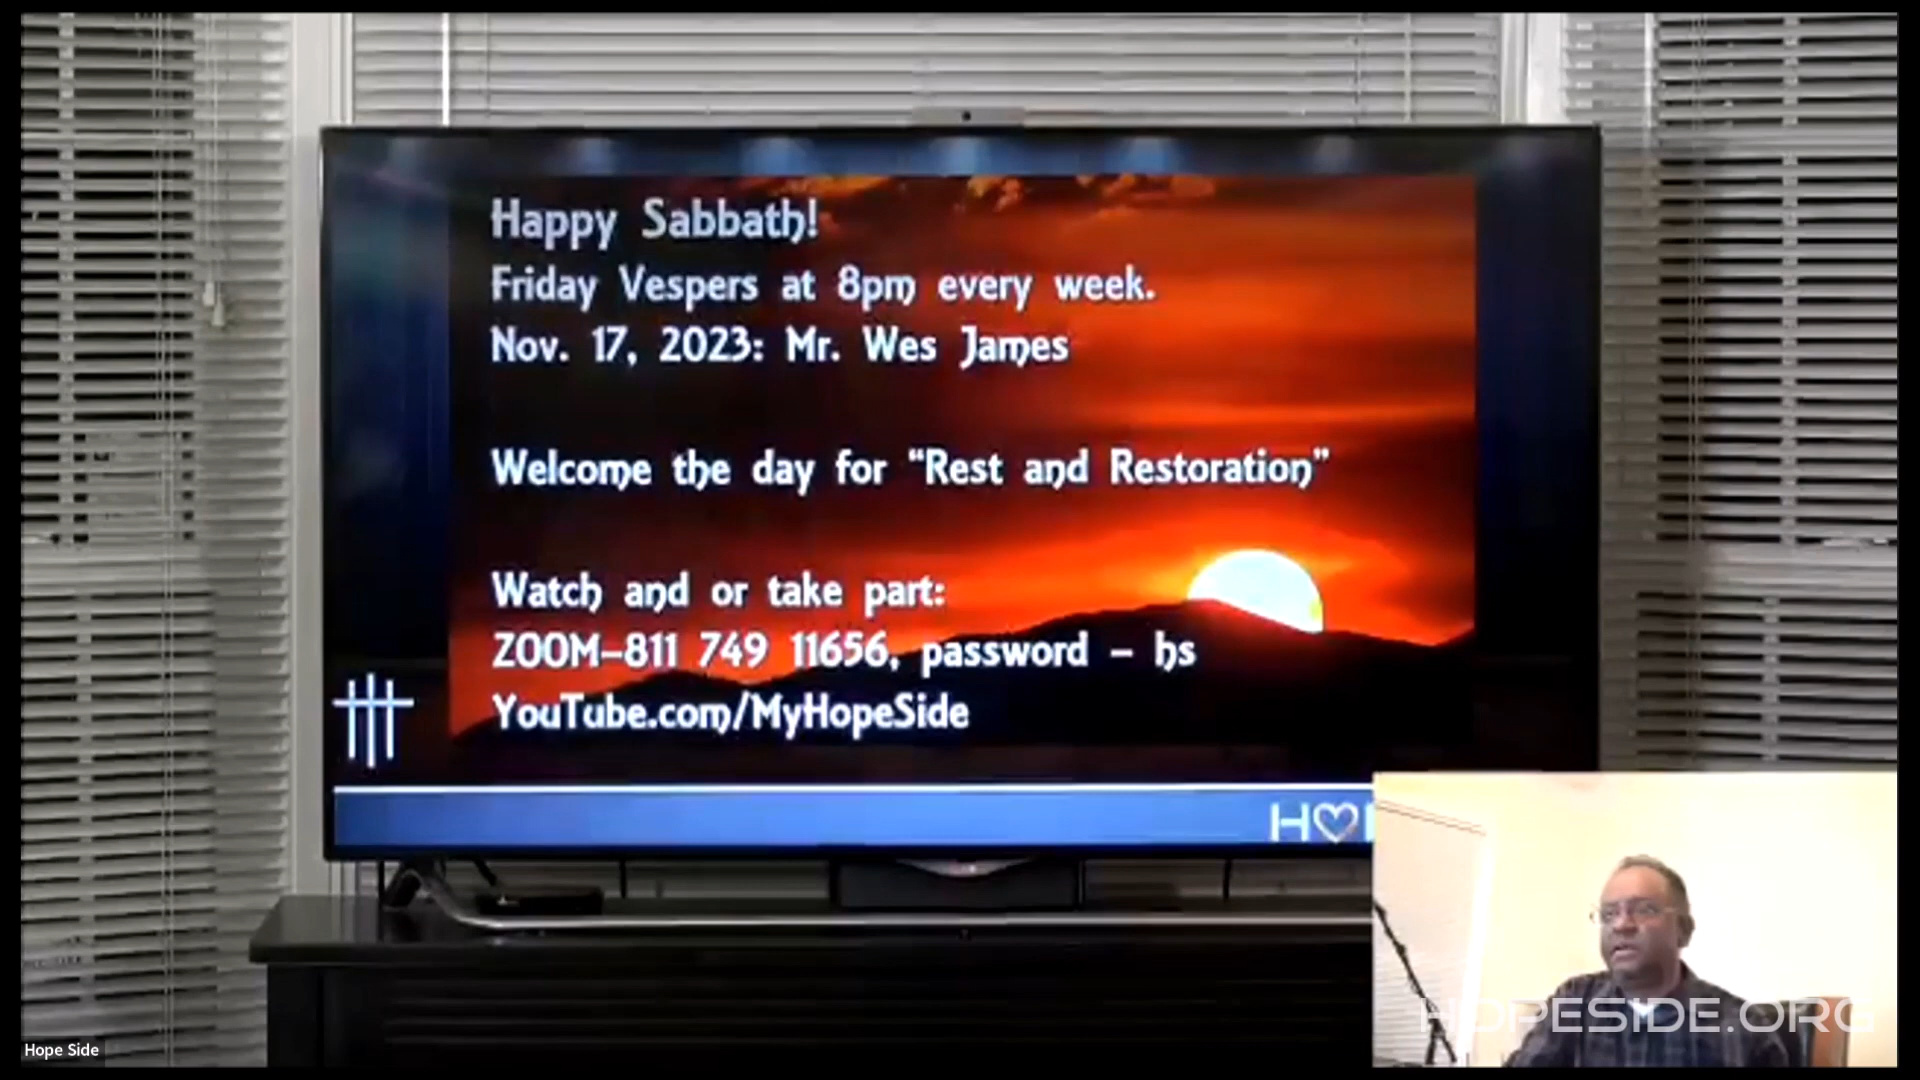 Happy Sabbath!
Friday Vespers at 8pm every week.
Nov. 17, 2023: Mr. Wes James
Welcome the day for “Rest and Restoration”
Watch and or take part:
ZOOM–811 749 11656, password – hs
YouTube.com/MyHopeSide
HOPESIDE.ORG
Hope Side